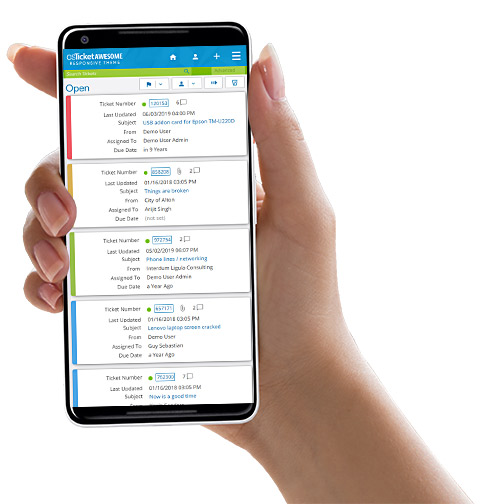 osTicket AWESOME
RESPONSIVE THEME
Search Tickets
Advanced
Open
Ticket Number 120153 6
Last Updated 06/03/2019 04:00 PM
Subject USB addon card for Epson TM-U220D
From Demo User
Assigned To Demo User Admin
Due Date in 9 Years
Ticket Number 858208 2
Last Updated 01/16/2018 03:05 PM
Subject Things are broken
From City of Alton
Assigned To Arijit Singh
Due Date (not set)
Ticket Number 972754 2
Last Updated 05/02/2019 06:07 PM
Subject Phone lines / networking
From Interdum Ligula Consulting
Assigned To Demo User Admin
Due Date a Year Ago
Ticket Number 657171 2
Last Updated 01/16/2018 03:05 PM
Subject Lenovo laptop screen cracked
From Demo User
Assigned To Guy Sebastian
Due Date a Year Ago
Ticket Number 752300 7
Last Updated 01/16/2018 03:05 PM
Subject Now is a good time